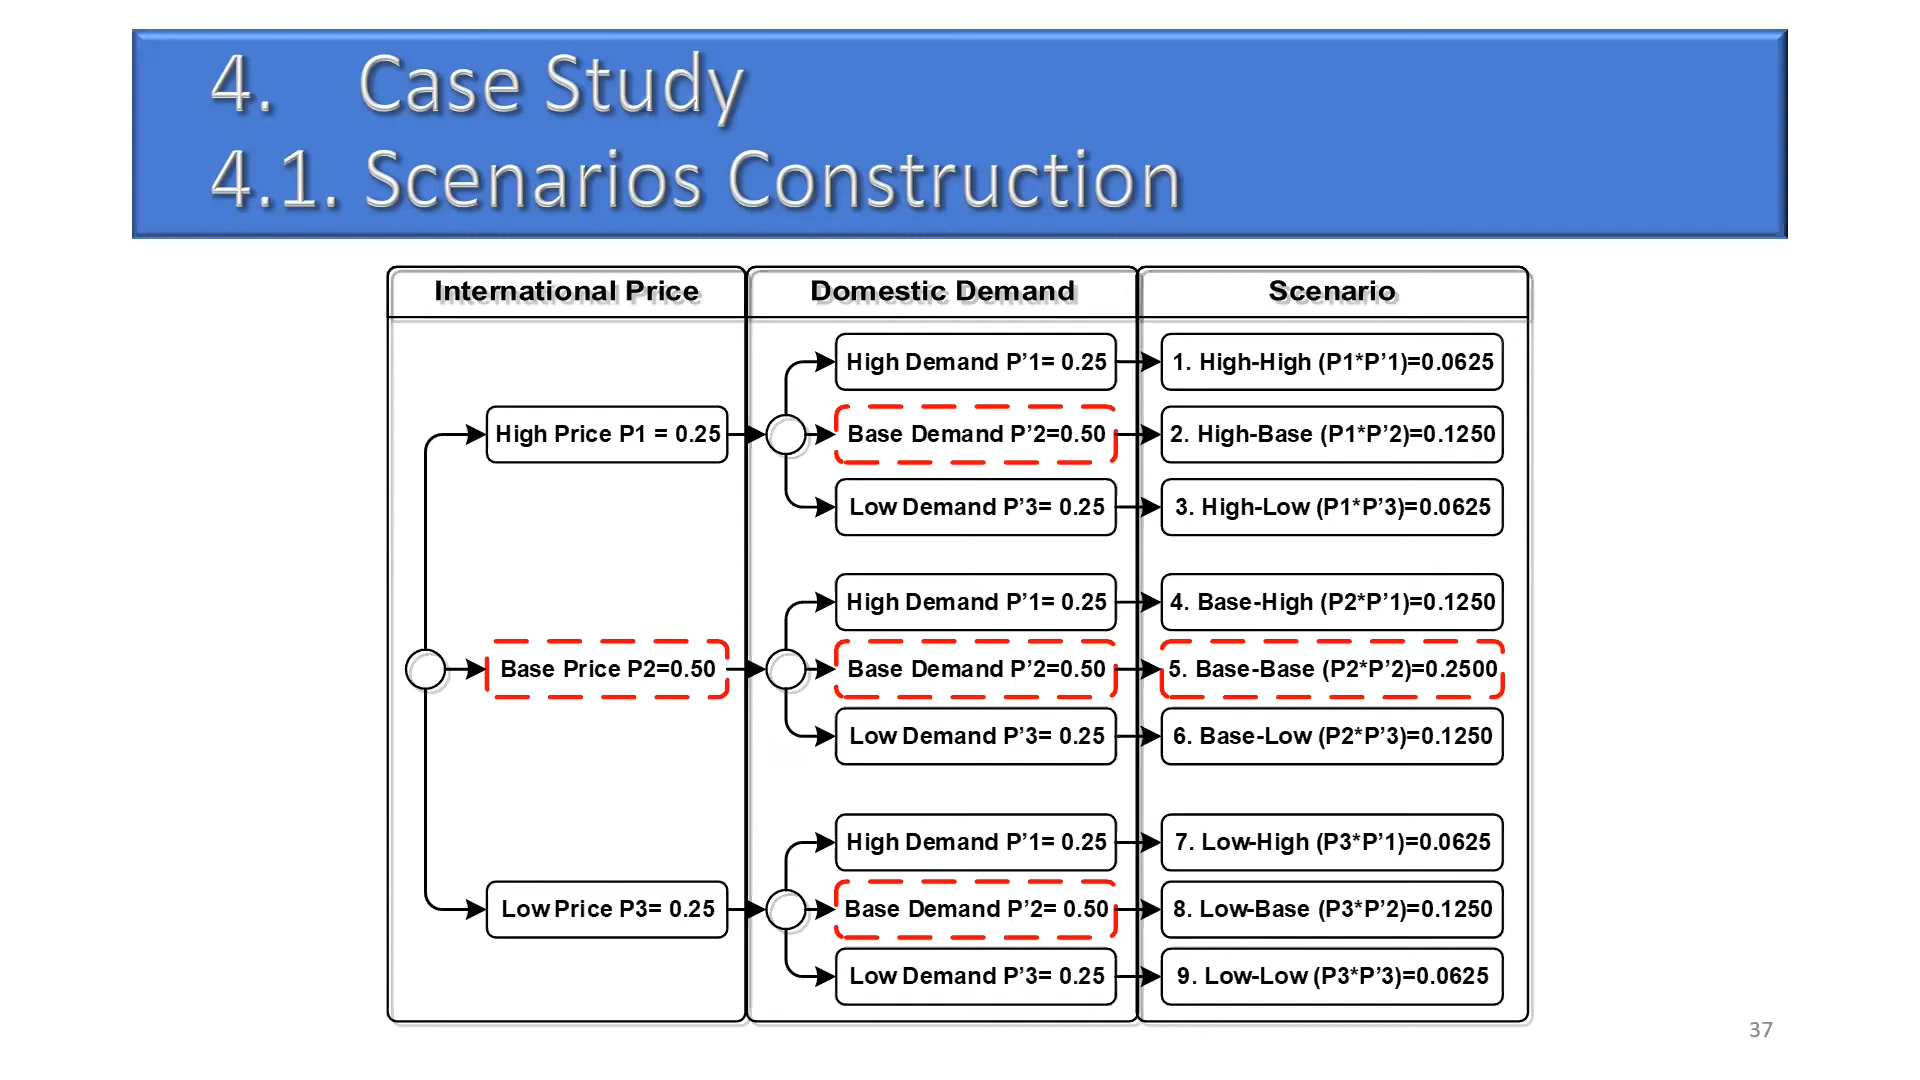 4. Case Study
4.1. Scenarios Construction
International Price
Domestic Demand
Scenario
High Price P1 = 0.25
High Demand P’1= 0.25
1. High-High (P1*P’1)=0.0625
Base Demand P’2=0.50
2. High-Base (P1*P’2)=0.1250
Low Demand P’3= 0.25
3. High-Low (P1*P’3)=0.0625
Base Price P2=0.50
High Demand P’1= 0.25
4. Base-High (P2*P’1)=0.1250
Base Demand P’2=0.50
5. Base-Base (P2*P’2)=0.2500
Low Demand P’3= 0.25
6. Base-Low (P2*P’3)=0.1250
Low Price P3= 0.25
High Demand P’1= 0.25
7. Low-High (P3*P’1)=0.0625
Base Demand P’2= 0.50
8. Low-Base (P3*P’2)=0.1250
Low Demand P’3= 0.25
9. Low-Low (P3*P’3)=0.0625
37